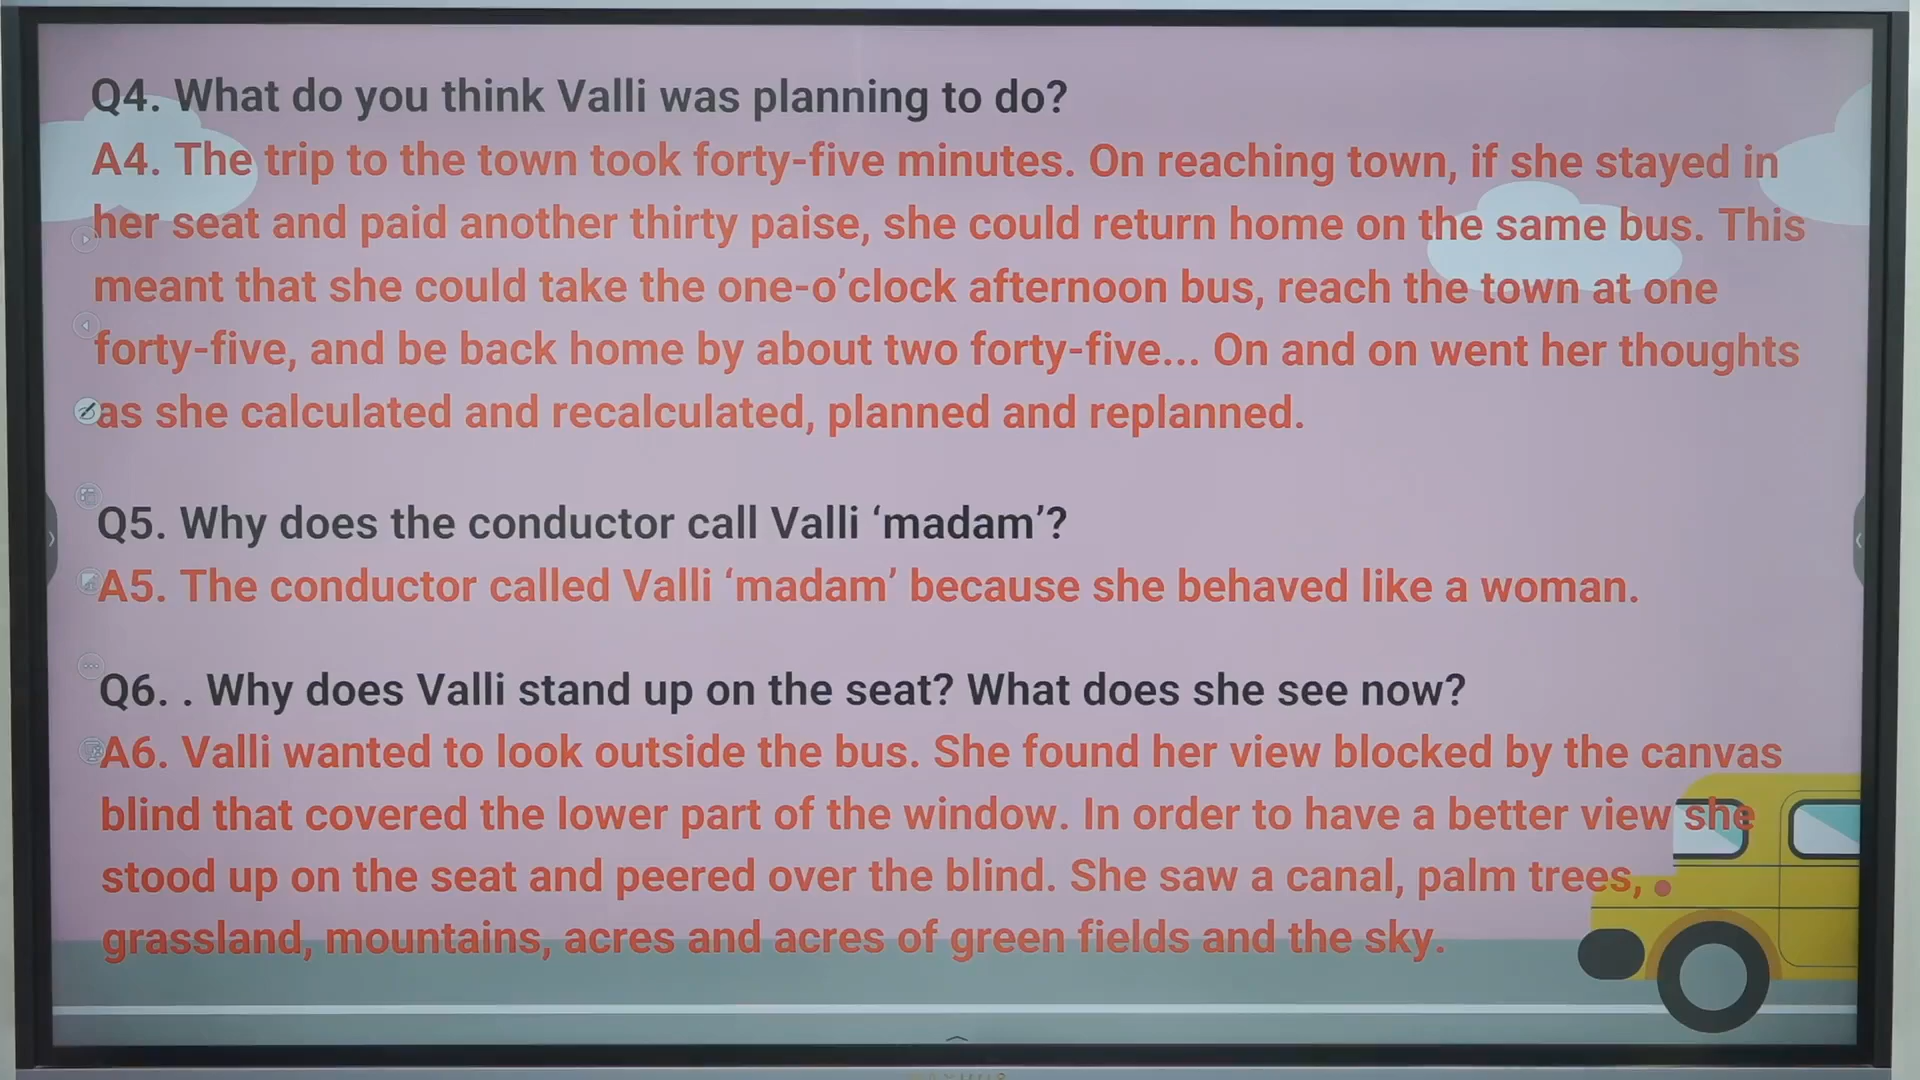 Q4. What do you think Valli was planning to do?
A4. The trip to the town took forty-five minutes. On reaching town, if she stayed in
her seat and paid another thirty paise, she could return home on the same bus. This
meant that she could take the one-o’clock afternoon bus, reach the town at one
forty-five, and be back home by about two forty-five... On and on went her thoughts
as she calculated and recalculated, planned and replanned.
Q5. Why does the conductor call Valli ‘madam’?
A5. The conductor called Valli ‘madam’ because she behaved like a woman.
Q6. . Why does Valli stand up on the seat? What does she see now?
A6. Valli wanted to look outside the bus. She found her view blocked by the canvas
blind that covered the lower part of the window. In order to have a better view she
stood up on the seat and peered over the blind. She saw a canal, palm trees,
grassland, mountains, acres and acres of green fields and the sky.